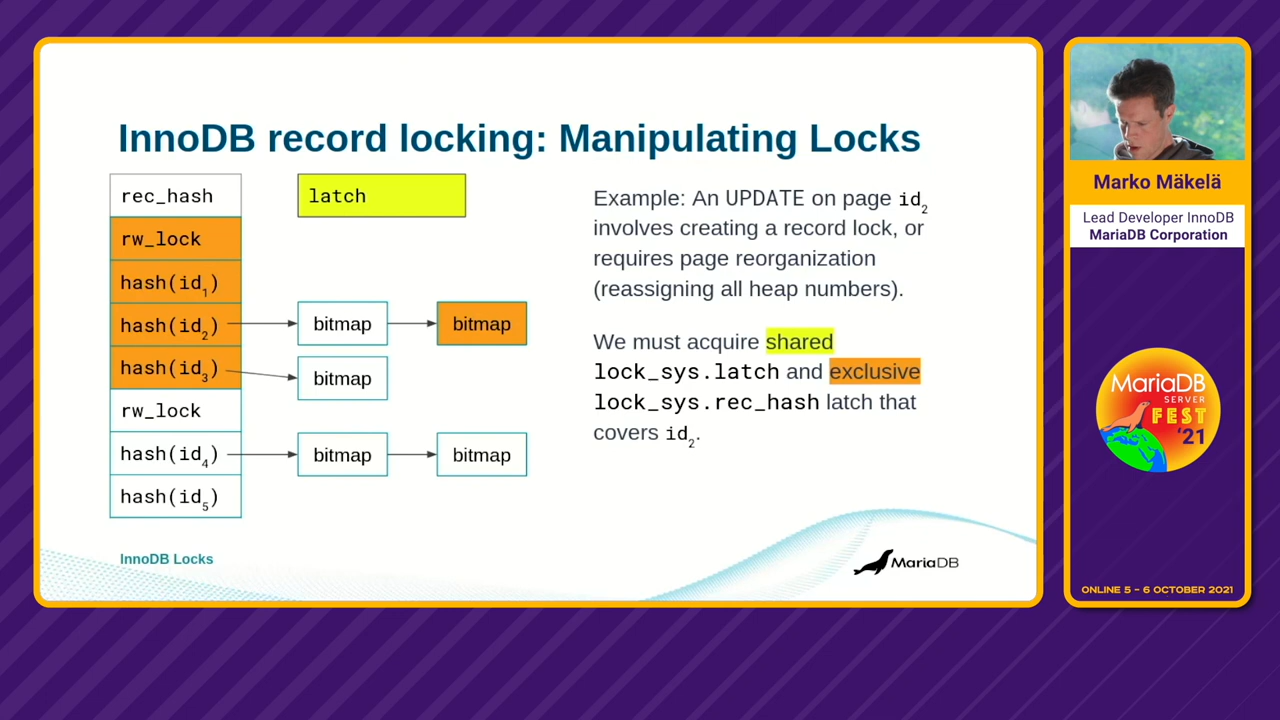 InnoDB record locking: Manipulating Locks
rec_hash
latch
rw_lock
hash(id1)
hash(id2)
bitmap
bitmap
hash(id3)
bitmap
rw_lock
hash(id4)
bitmap
bitmap
hash(id5)
Example: An UPDATE on page id2
involves creating a record lock, or
requires page reorganization
(reassigning all heap numbers).
We must acquire shared
lock_sys.latch and exclusive
lock_sys.rec_hash latch that
covers id2.
InnoDB Locks
MariaDB
Marko Mäkelä
Lead Developer InnoDB
MariaDB Corporation
MariaDB
SERVER
FEST
'21
ONLINE 5 – 6 OCTOBER 2021